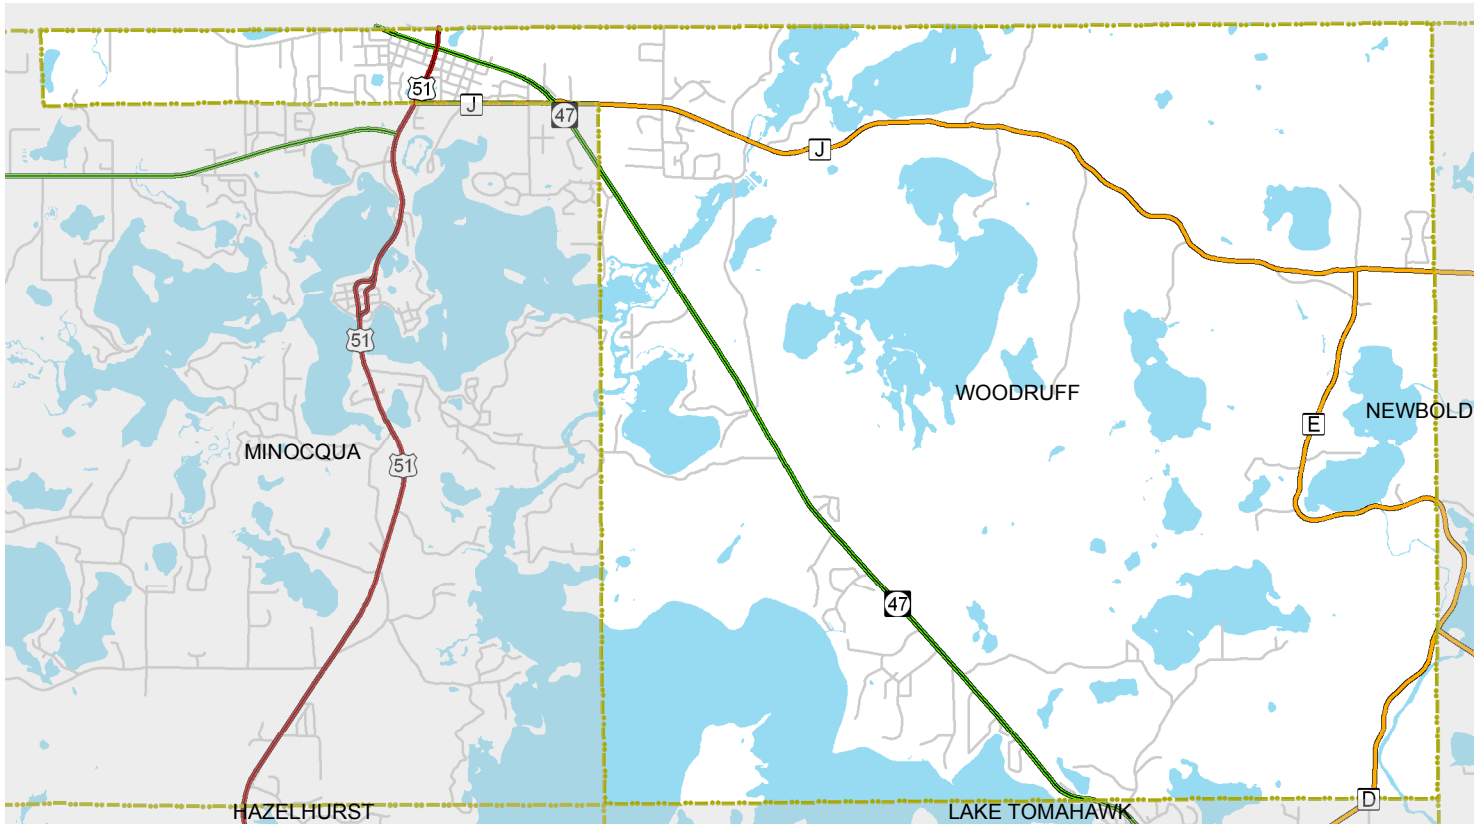 51
J
47
J
51
WOODRUFF
NEWBOLD
E
MINOCQUA
51
47
D
HAZELHURST
LAKE TOMAHAWK